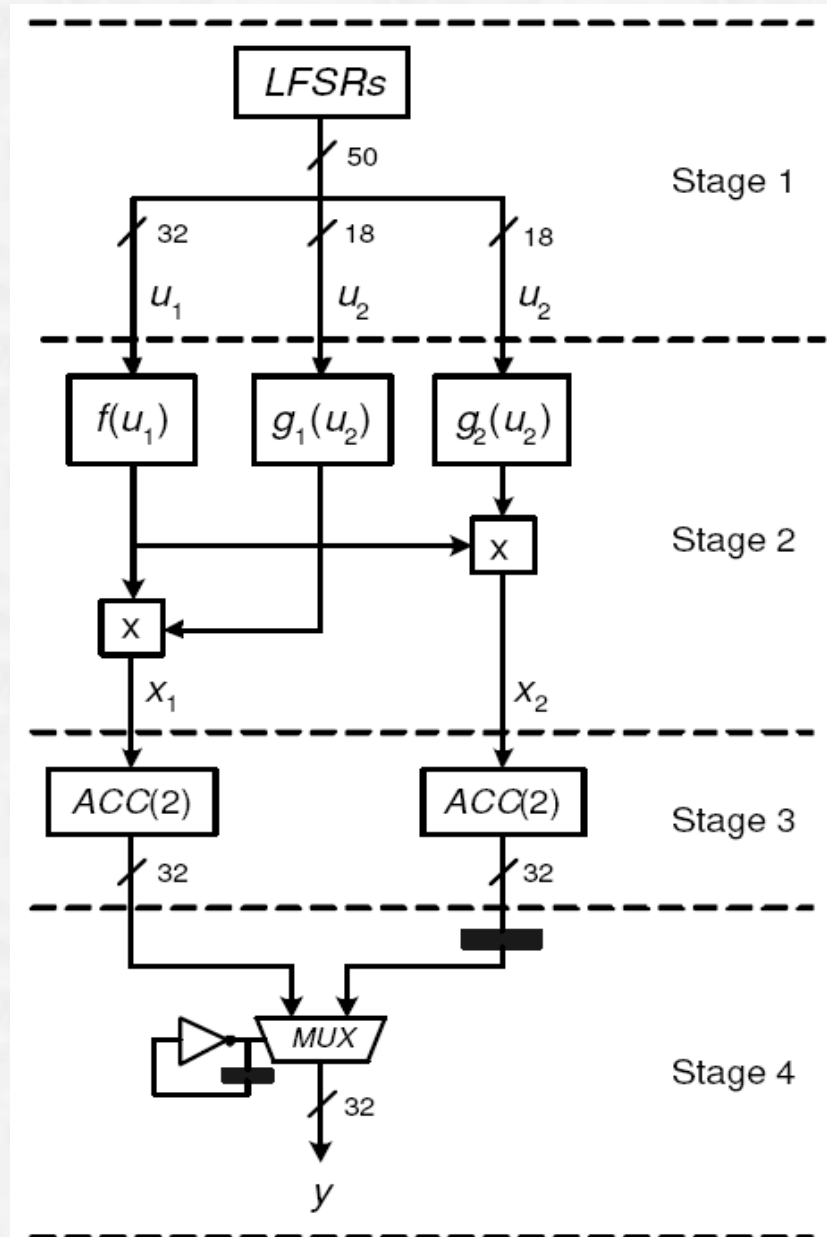 LFSRs
50
Stage 1
32
18
18
u₁
u₂
u₂
f(u₁)
g₁(u₂)
g₂(u₂)
x
Stage 2
x
x₁
x₂
ACC(2)
ACC(2)
Stage 3
32
32
MUX
Stage 4
32
y